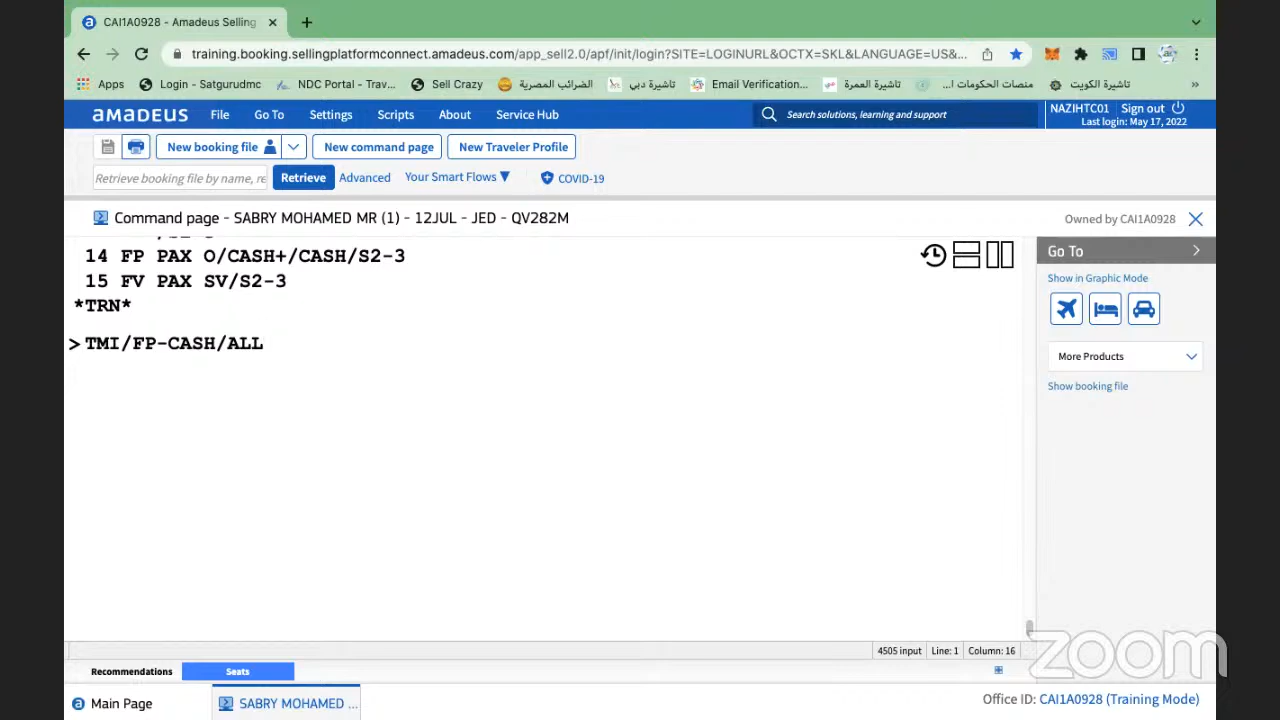 CAI1A0928 - Amadeus Selling
training.booking.sellingplatformconnect.amadeus.com/app_sell2.0/apf/init/login?SITE=LOGINURL&OCTX=SKL&LANGUAGE=US&...
Apps Login - Satgurudmc NDC Portal - Trav... Sell Crazy الضرائب المصرية تاشيرة دبي Email Verification... تاشيرة العمرة منصات الحكومات ا... تاشيرة الكويت »
amadeus File Go To Settings Scripts About Service Hub Search solutions, learning and support NAZIHTC01 Sign out
Last login: May 17, 2022
New booking file New command page New Traveler Profile
Retrieve booking file by name, re Retrieve Advanced Your Smart Flows ▼ COVID-19
Command page - SABRY MOHAMED MR (1) - 12JUL - JED - QV282M Owned by CAI1A0928
14 FP PAX O/CASH+/CASH/S2-3
15 FV PAX SV/S2-3
*TRN*
>TMI/FP-CASH/ALL
Go To
Show in Graphic Mode
More Products
Show booking file
4505 input Line: 1 Column: 16
Recommendations Seats
Main Page SABRY MOHAMED ... Office ID: CAI1A0928 (Training Mode)
zoom